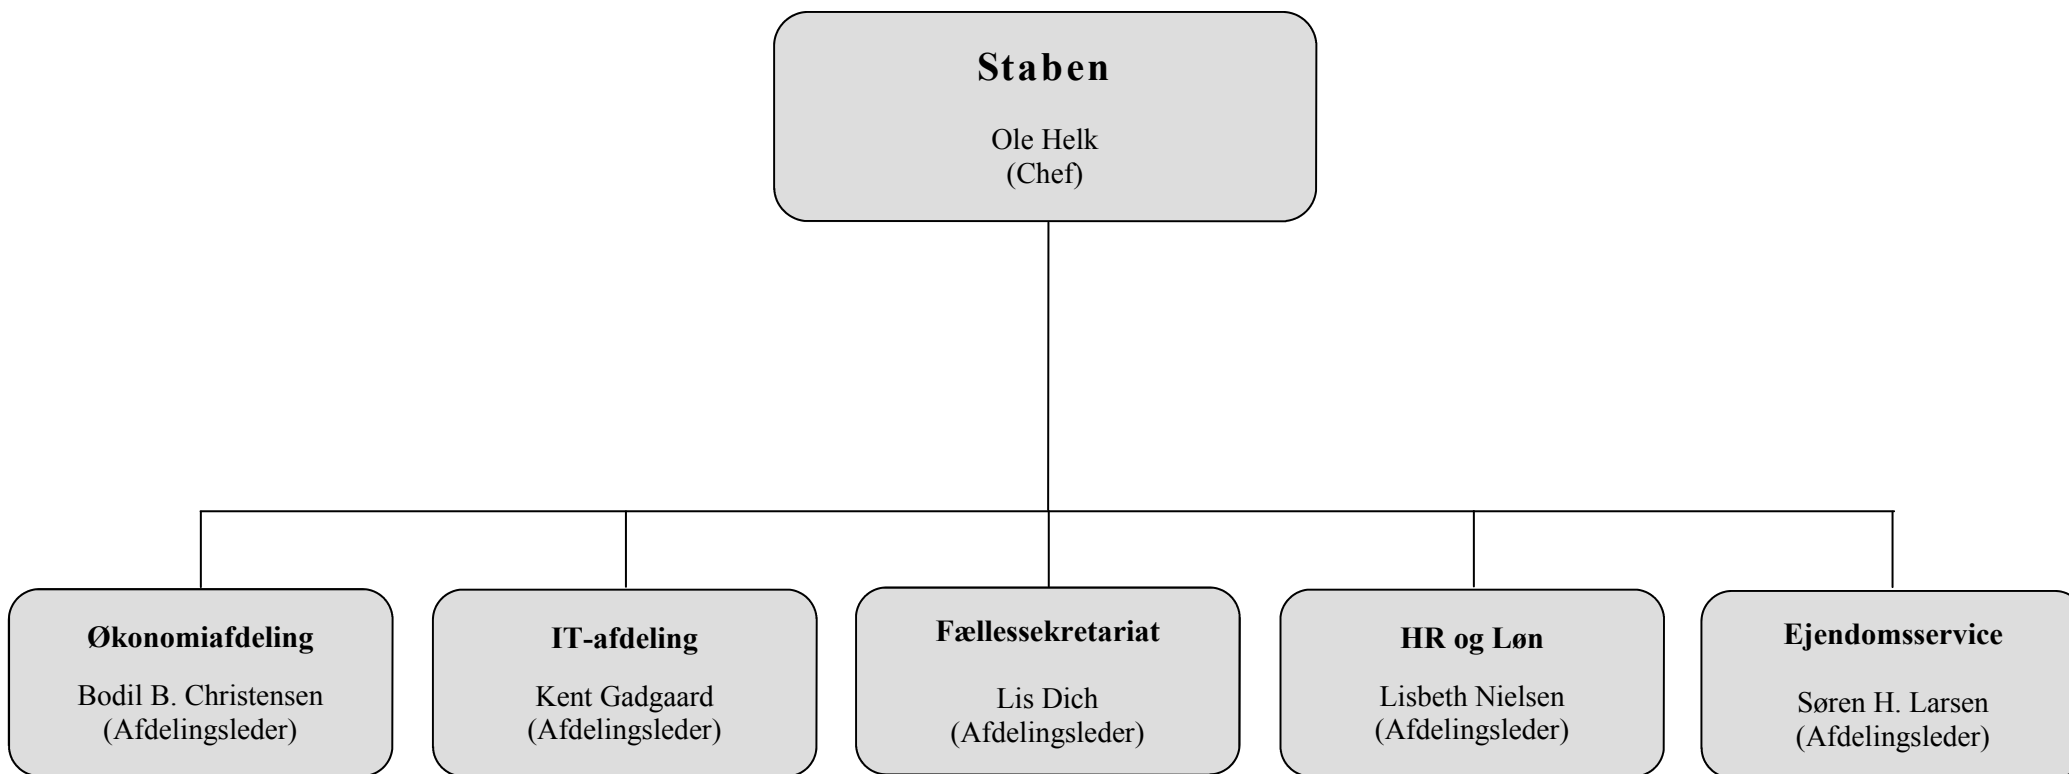 Staben
Ole Helk
(Chef)
Økonomiafdeling
Bodil B. Christensen
(Afdelingsleder)
IT-afdeling
Kent Gadgaard
(Afdelingsleder)
Fællessekretariat
Lis Dich
(Afdelingsleder)
HR og Løn
Lisbeth Nielsen
(Afdelingsleder)
Ejendomsservice
Søren H. Larsen
(Afdelingsleder)